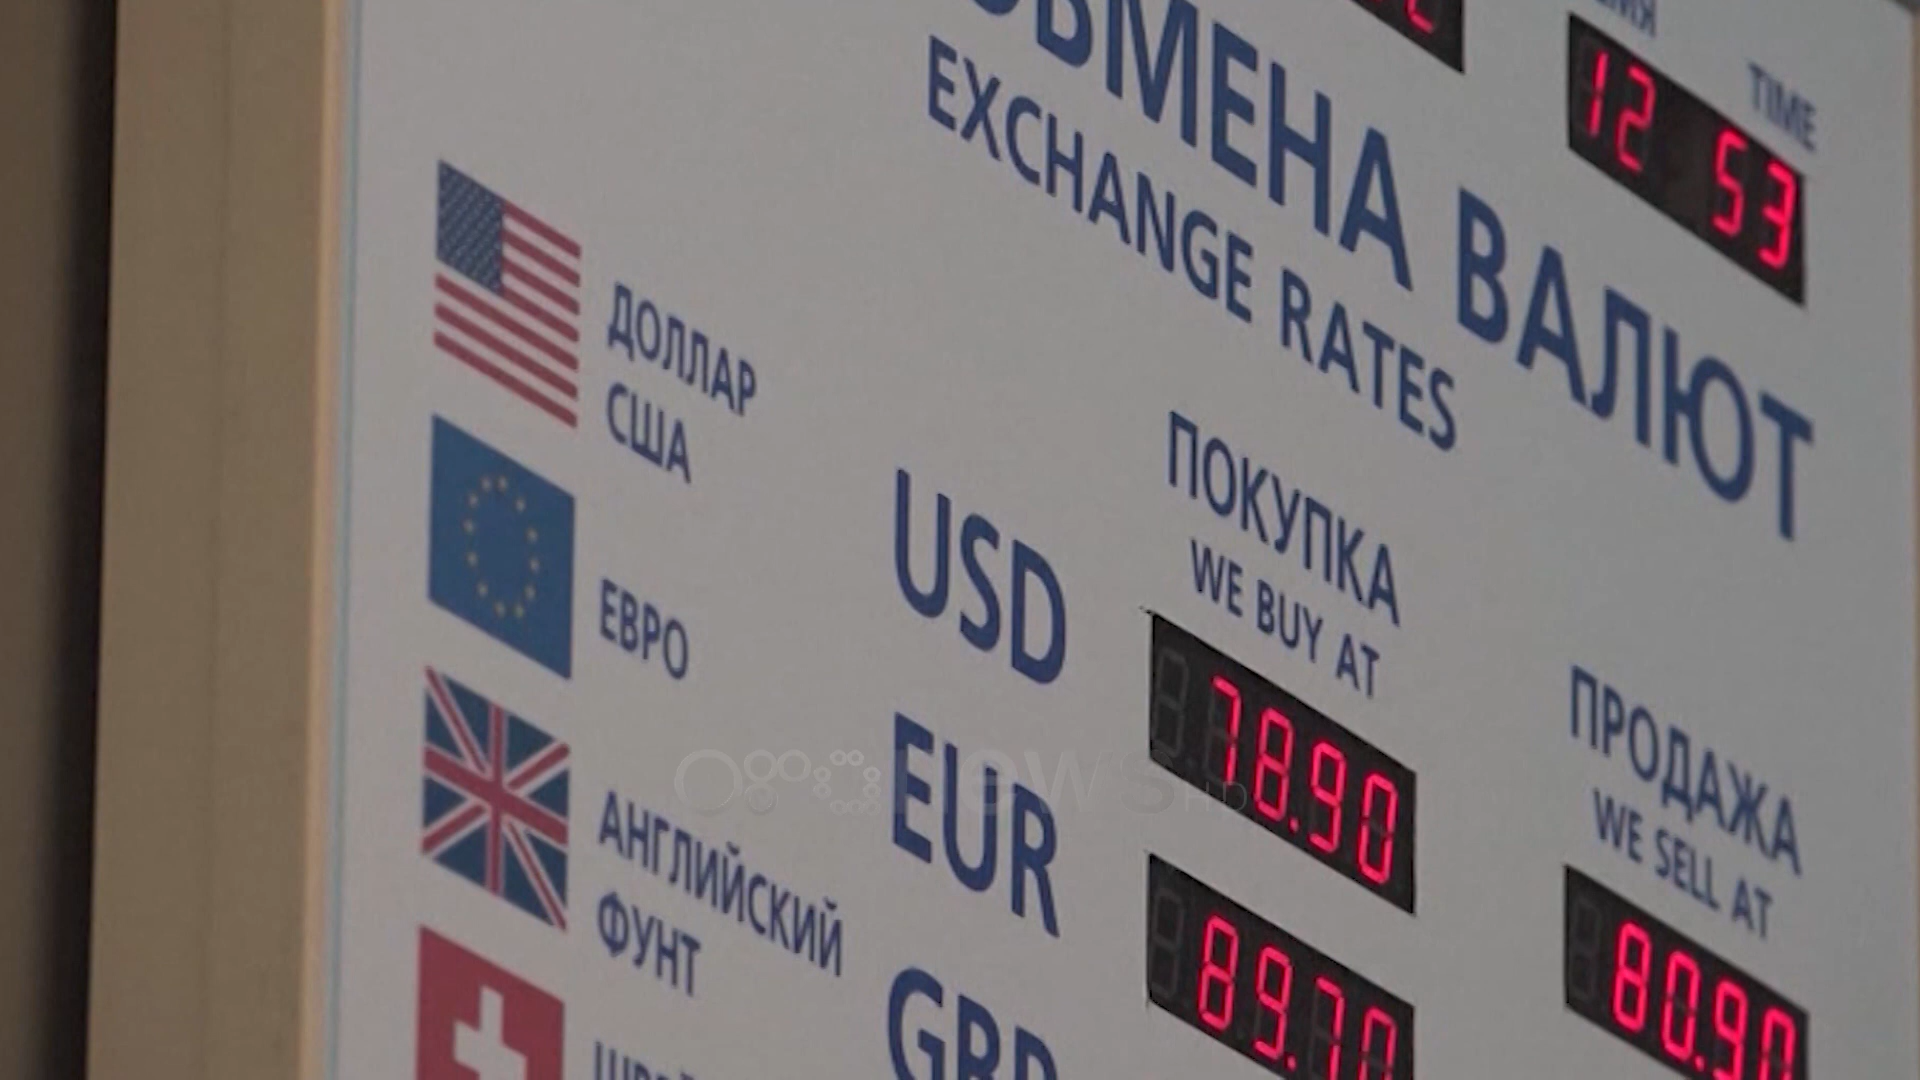 TIME
12 53
ОБМЕНА ВАЛЮТ
EXCHANGE RATES
ПОКУПКА
WE BUY AT
ПРОДАЖА
WE SELL AT
ДОЛЛАР
США
USD
78.90
80.90
ЕВРО
EUR
89.70
АНГЛИЙСКИЙ
ФУНТ
GBP